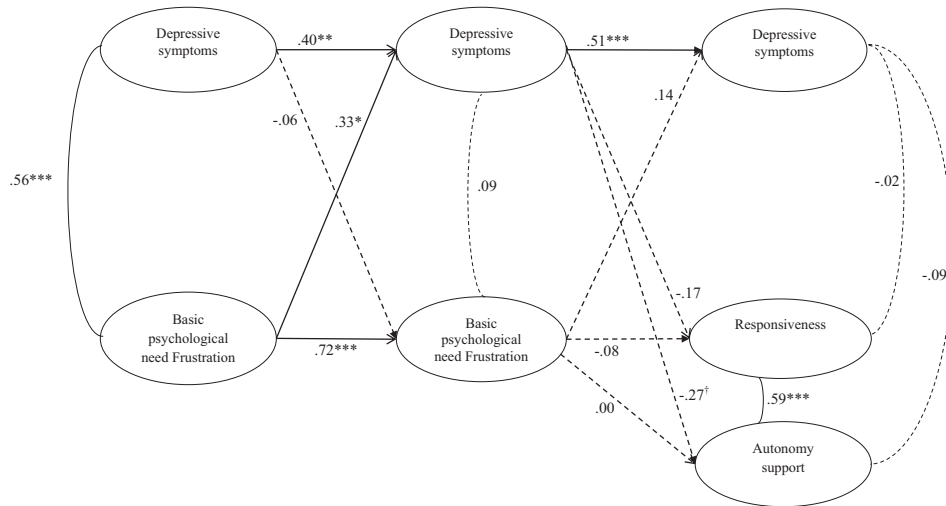 Depressive
symptoms
.40**
Depressive
symptoms
.51***
Depressive
symptoms
-.06
.33*
.14
.56***
.09
-.02
-.09
Basic
psychological
need Frustration
.72***
Basic
psychological
need Frustration
-.17
-.08
Responsiveness
.00
-.27†
.59***
Autonomy
support